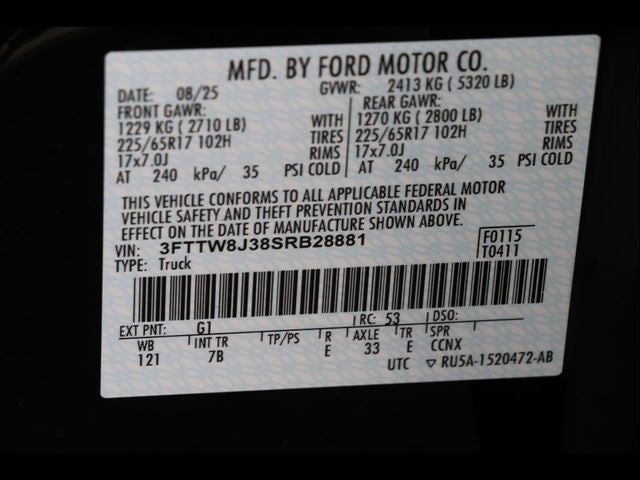 MFD. BY FORD MOTOR CO.
DATE: 08/25 GVWR: 2413 KG ( 5320 LB)
FRONT GAWR: REAR GAWR:
1229 KG ( 2710 LB) WITH 1270 KG ( 2800 LB) WITH
225/65R17 102H TIRES 225/65R17 102H TIRES
17x7.0J RIMS 17x7.0J RIMS
AT 240 kPa/ 35 PSI COLD AT 240 kPa/ 35 PSI COLD
THIS VEHICLE CONFORMS TO ALL APPLICABLE FEDERAL MOTOR
VEHICLE SAFETY AND THEFT PREVENTION STANDARDS IN
EFFECT ON THE DATE OF MANUFACTURE SHOWN ABOVE.
VIN: 3FTTW8J38SRB28881 F0115
TYPE: Truck T0411
EXT PNT: G1 RC: 53 DSO:
WB INT TR TP/PS R AXLE TR SPR
121 7B E 33 E CCNX
UTC ▽ RU5A-1520472-AB